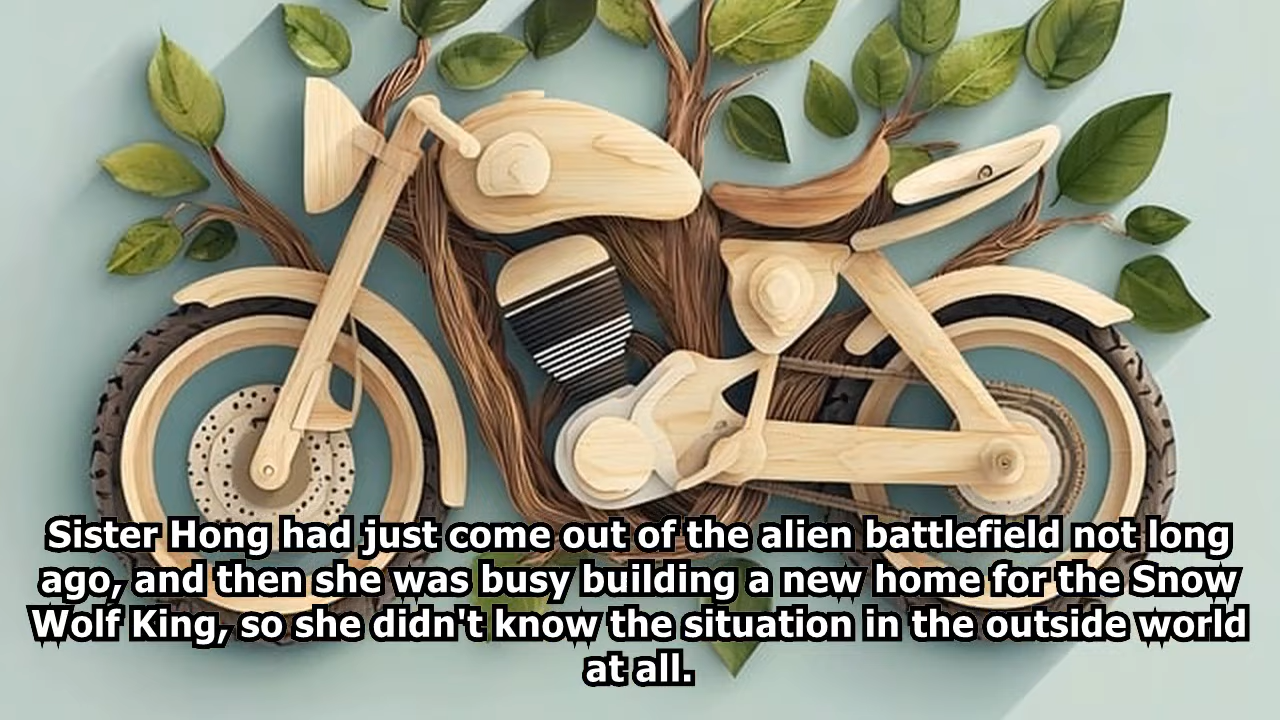 Sister Hong had just come out of the alien battlefield not long
ago, and then she was busy building a new home for the Snow
Wolf King, so she didn't know the situation in the outside world
at all.